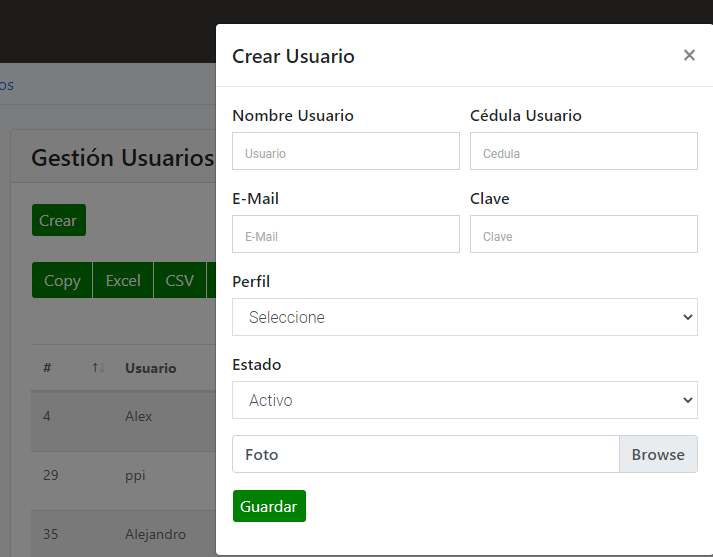 Crear Usuario ×
os
Nombre Usuario Cédula Usuario
Usuario Cedula
Gestión Usuarios
E-Mail Clave
Crear
E-Mail Clave
Copy Excel CSV
Perfil
Seleccione
Estado
# Usuario
Activo
4 Alex
Foto Browse
29 ppi
Guardar
35 Alejandro